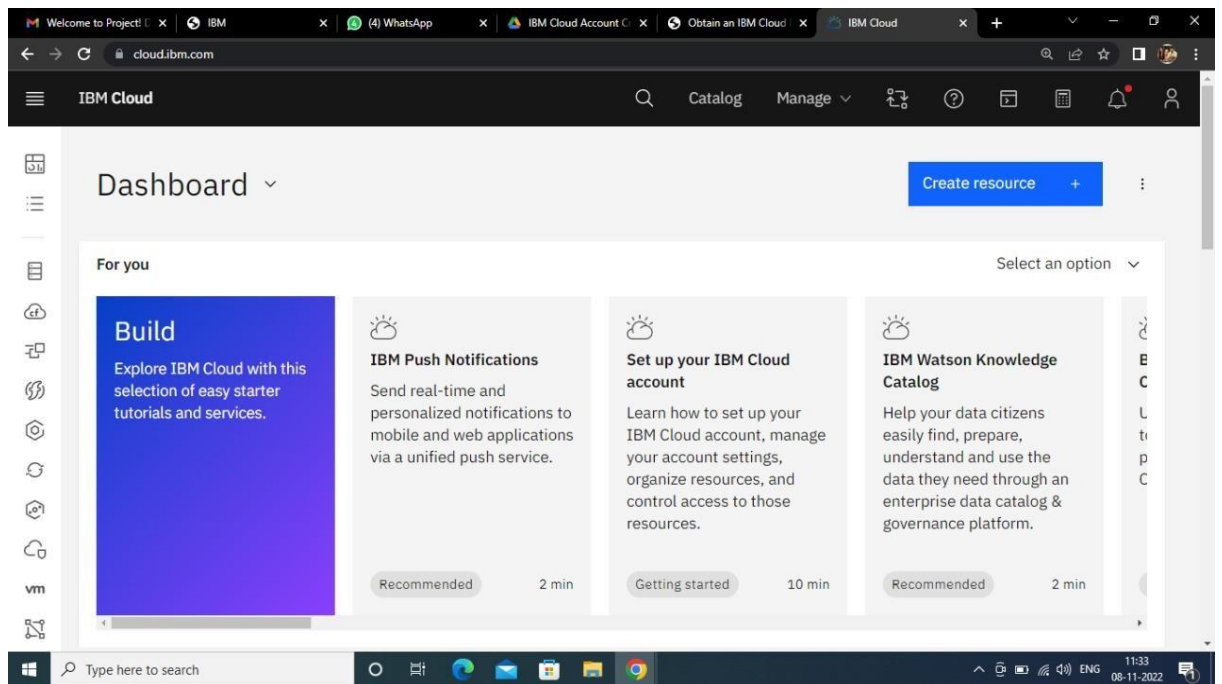 Welcome to Project!
IBM
(4) WhatsApp
IBM Cloud Account C
Obtain an IBM Cloud
IBM Cloud
cloud.ibm.com
IBM Cloud
Catalog
Manage
Dashboard
Create resource +
For you
Select an option
Build
Explore IBM Cloud with this
selection of easy starter
tutorials and services.
IBM Push Notifications
Send real-time and
personalized notifications to
mobile and web applications
via a unified push service.
Recommended
2 min
Set up your IBM Cloud
account
Learn how to set up your
IBM Cloud account, manage
your account settings,
organize resources, and
control access to those
resources.
Getting started
10 min
IBM Watson Knowledge
Catalog
Help your data citizens
easily find, prepare,
understand and use the
data they need through an
enterprise data catalog &
governance platform.
Recommended
2 min
cf
vm
Type here to search
ENG
11:33
08-11-2022